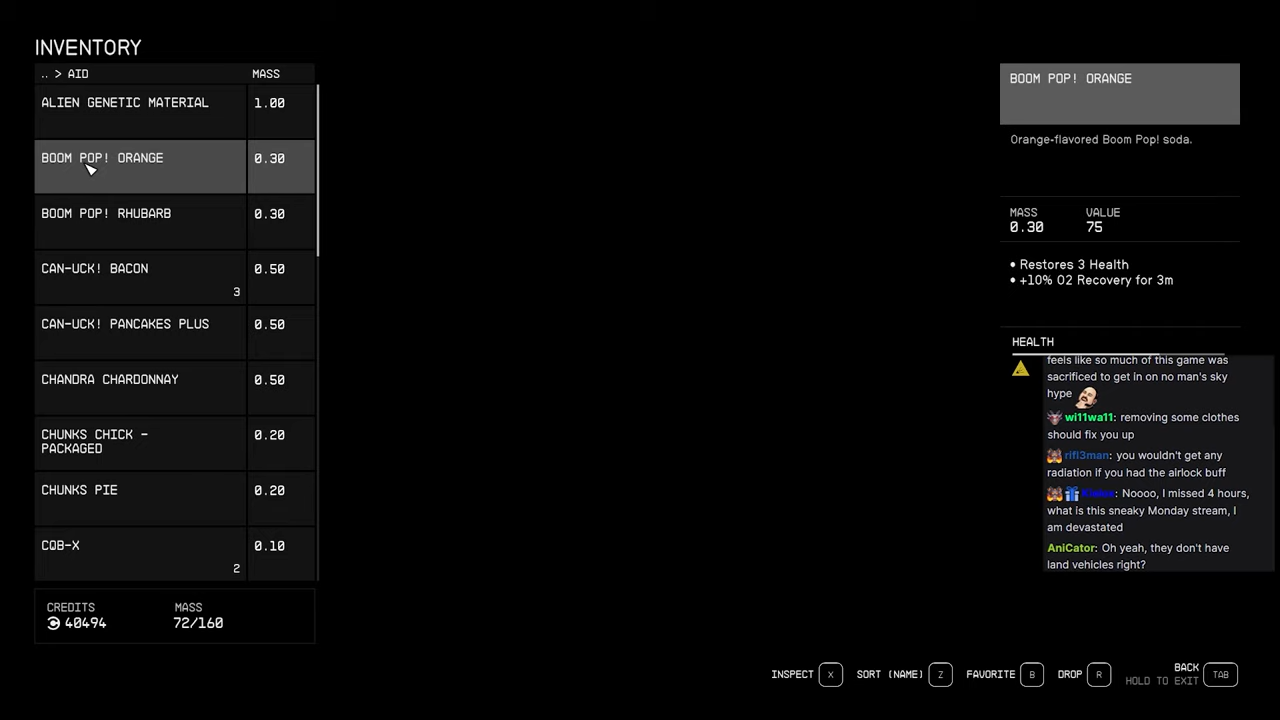 INVENTORY
.. > AID
MASS
ALIEN GENETIC MATERIAL
1.00
BOOM POP! ORANGE
0.30
BOOM POP! RHUBARB
0.30
CAN-UCK! BACON
0.50
3
CAN-UCK! PANCAKES PLUS
0.50
CHANDRA CHARDONNAY
0.50
CHUNKS CHICK -
PACKAGED
0.20
CHUNKS PIE
0.20
CQB-X
0.10
2
CREDITS
40494
MASS
72/160
BOOM POP! ORANGE
Orange-flavored Boom Pop! soda.
MASS
0.30
VALUE
75
• Restores 3 Health
• +10% O2 Recovery for 3m
HEALTH
feels like so much of this game was
sacrificed to get in on no man's sky
hype
wi11wa11: removing some clothes
should fix you up
rifl3man: you wouldn't get any
radiation if you had the airlock buff
: Noooo, I missed 4 hours,
what is this sneaky Monday stream, I
am devastated
AniCator: Oh yeah, they don't have
land vehicles right?
INSPECT X
SORT (NAME) Z
FAVORITE B
DROP R
BACK
HOLD TO EXIT
TAB